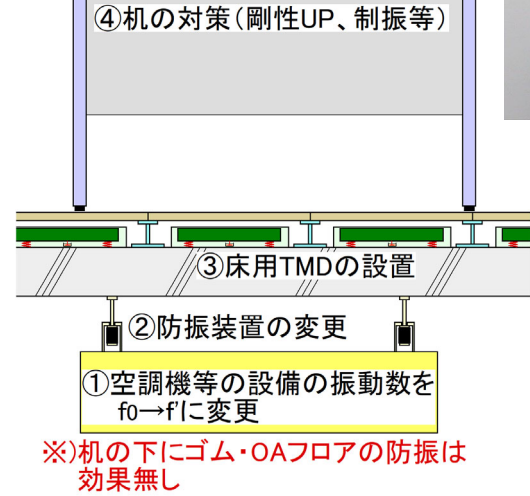 ④机の対策（剛性UP、制振等）
③床用TMDの設置
②防振装置の変更
①空調機等の設備の振動数を
f0→f'に変更
※)机の下にゴム・OAフロアの防振は
効果無し